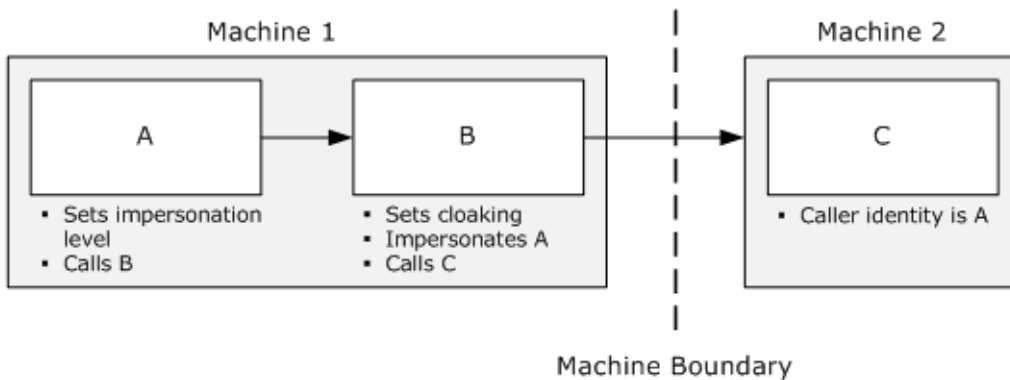 Machine 1
Machine 2
A
B
C
▪ Sets impersonation
level
▪ Calls B
▪ Sets cloaking
▪ Impersonates A
▪ Calls C
▪ Caller identity is A
Machine Boundary